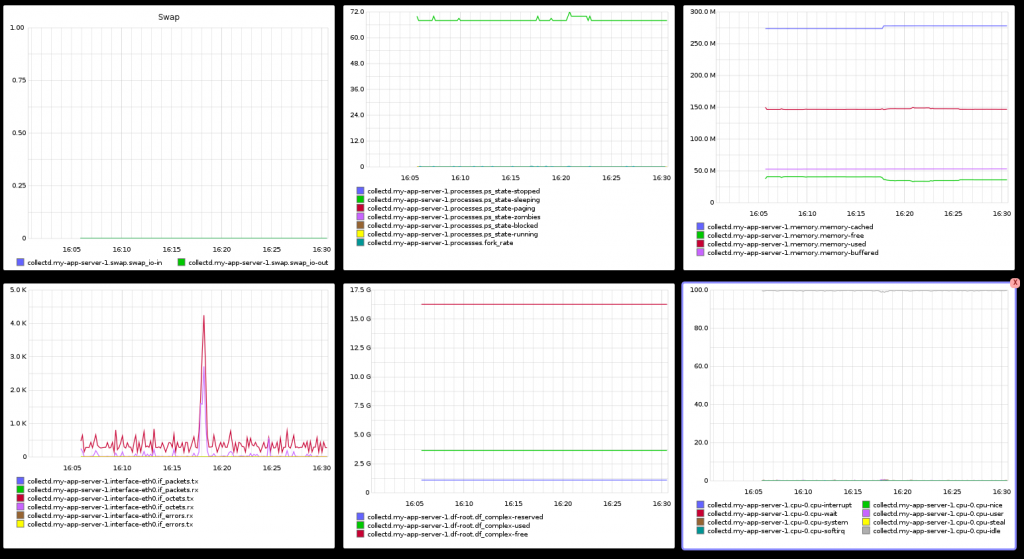 Swap
1.00
0.75
0.50
0.25
0
16:05 16:10 16:15 16:20 16:25 16:30
collectd.my-app-server-1.swap.swap_io-in collectd.my-app-server-1.swap.swap_io-out
72.0
60.0
48.0
36.0
24.0
12.0
0
16:05 16:10 16:15 16:20 16:25 16:30
collectd.my-app-server-1.processes.ps_state-stopped
collectd.my-app-server-1.processes.ps_state-sleeping
collectd.my-app-server-1.processes.ps_state-paging
collectd.my-app-server-1.processes.ps_state-zombies
collectd.my-app-server-1.processes.ps_state-blocked
collectd.my-app-server-1.processes.ps_state-running
collectd.my-app-server-1.processes.fork_rate
300.0 M
250.0 M
200.0 M
150.0 M
100.0 M
50.0 M
0
16:05 16:10 16:15 16:20 16:25 16:30
collectd.my-app-server-1.memory.memory-cached
collectd.my-app-server-1.memory.memory-free
collectd.my-app-server-1.memory.memory-used
collectd.my-app-server-1.memory.memory-buffered
5.0 K
4.0 K
3.0 K
2.0 K
1.0 K
0
16:05 16:10 16:15 16:20 16:25 16:30
collectd.my-app-server-1.interface-eth0.if_packets.tx
collectd.my-app-server-1.interface-eth0.if_packets.rx
collectd.my-app-server-1.interface-eth0.if_octets.tx
collectd.my-app-server-1.interface-eth0.if_octets.rx
collectd.my-app-server-1.interface-eth0.if_errors.rx
collectd.my-app-server-1.interface-eth0.if_errors.tx
17.5 G
15.0 G
12.5 G
10.0 G
7.5 G
5.0 G
2.5 G
0
16:05 16:10 16:15 16:20 16:25 16:30
collectd.my-app-server-1.df-root.df_complex-reserved
collectd.my-app-server-1.df-root.df_complex-used
collectd.my-app-server-1.df-root.df_complex-free
X
100.0
80.0
60.0
40.0
20.0
0
16:05 16:10 16:15 16:20 16:25 16:30
collectd.my-app-server-1.cpu-0.cpu-interrupt collectd.my-app-server-1.cpu-0.cpu-nice
collectd.my-app-server-1.cpu-0.cpu-wait collectd.my-app-server-1.cpu-0.cpu-user
collectd.my-app-server-1.cpu-0.cpu-system collectd.my-app-server-1.cpu-0.cpu-steal
collectd.my-app-server-1.cpu-0.cpu-softirq collectd.my-app-server-1.cpu-0.cpu-idle